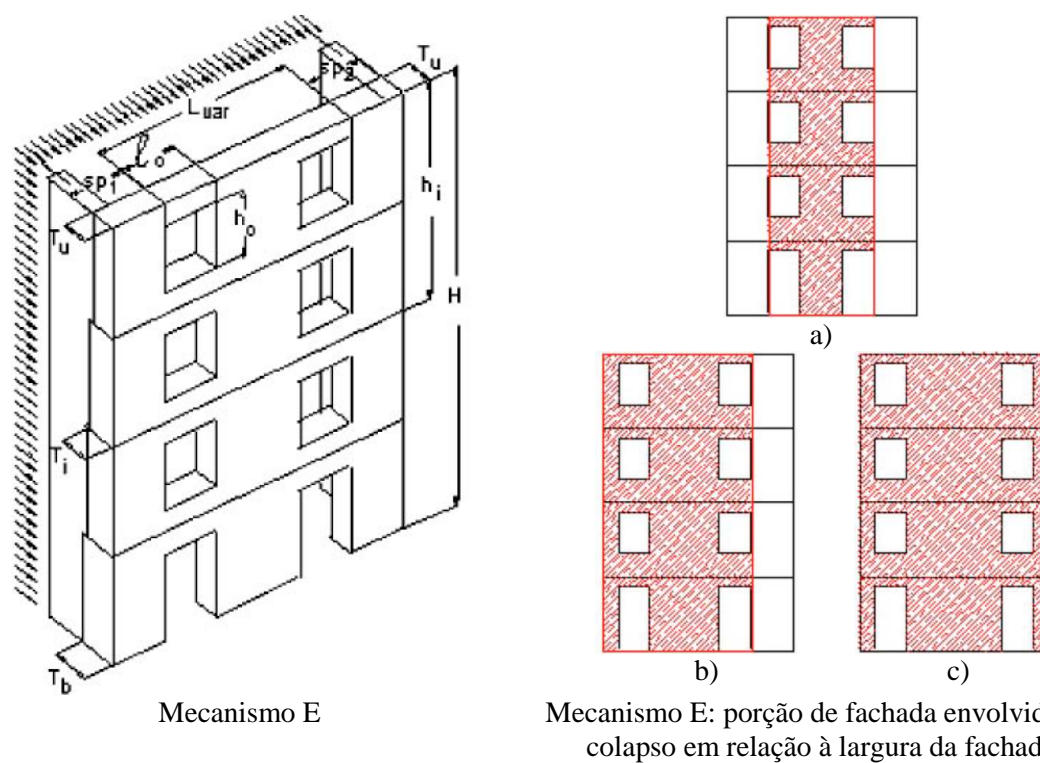 T_u
sp_2
L_uar
L_o
sp_1
h_i
h_o
T_u
H
T_i
T_b
a)
b)
c)
Mecanismo E
Mecanismo E: porção de fachada envolvid
colapso em relação à largura da fachad